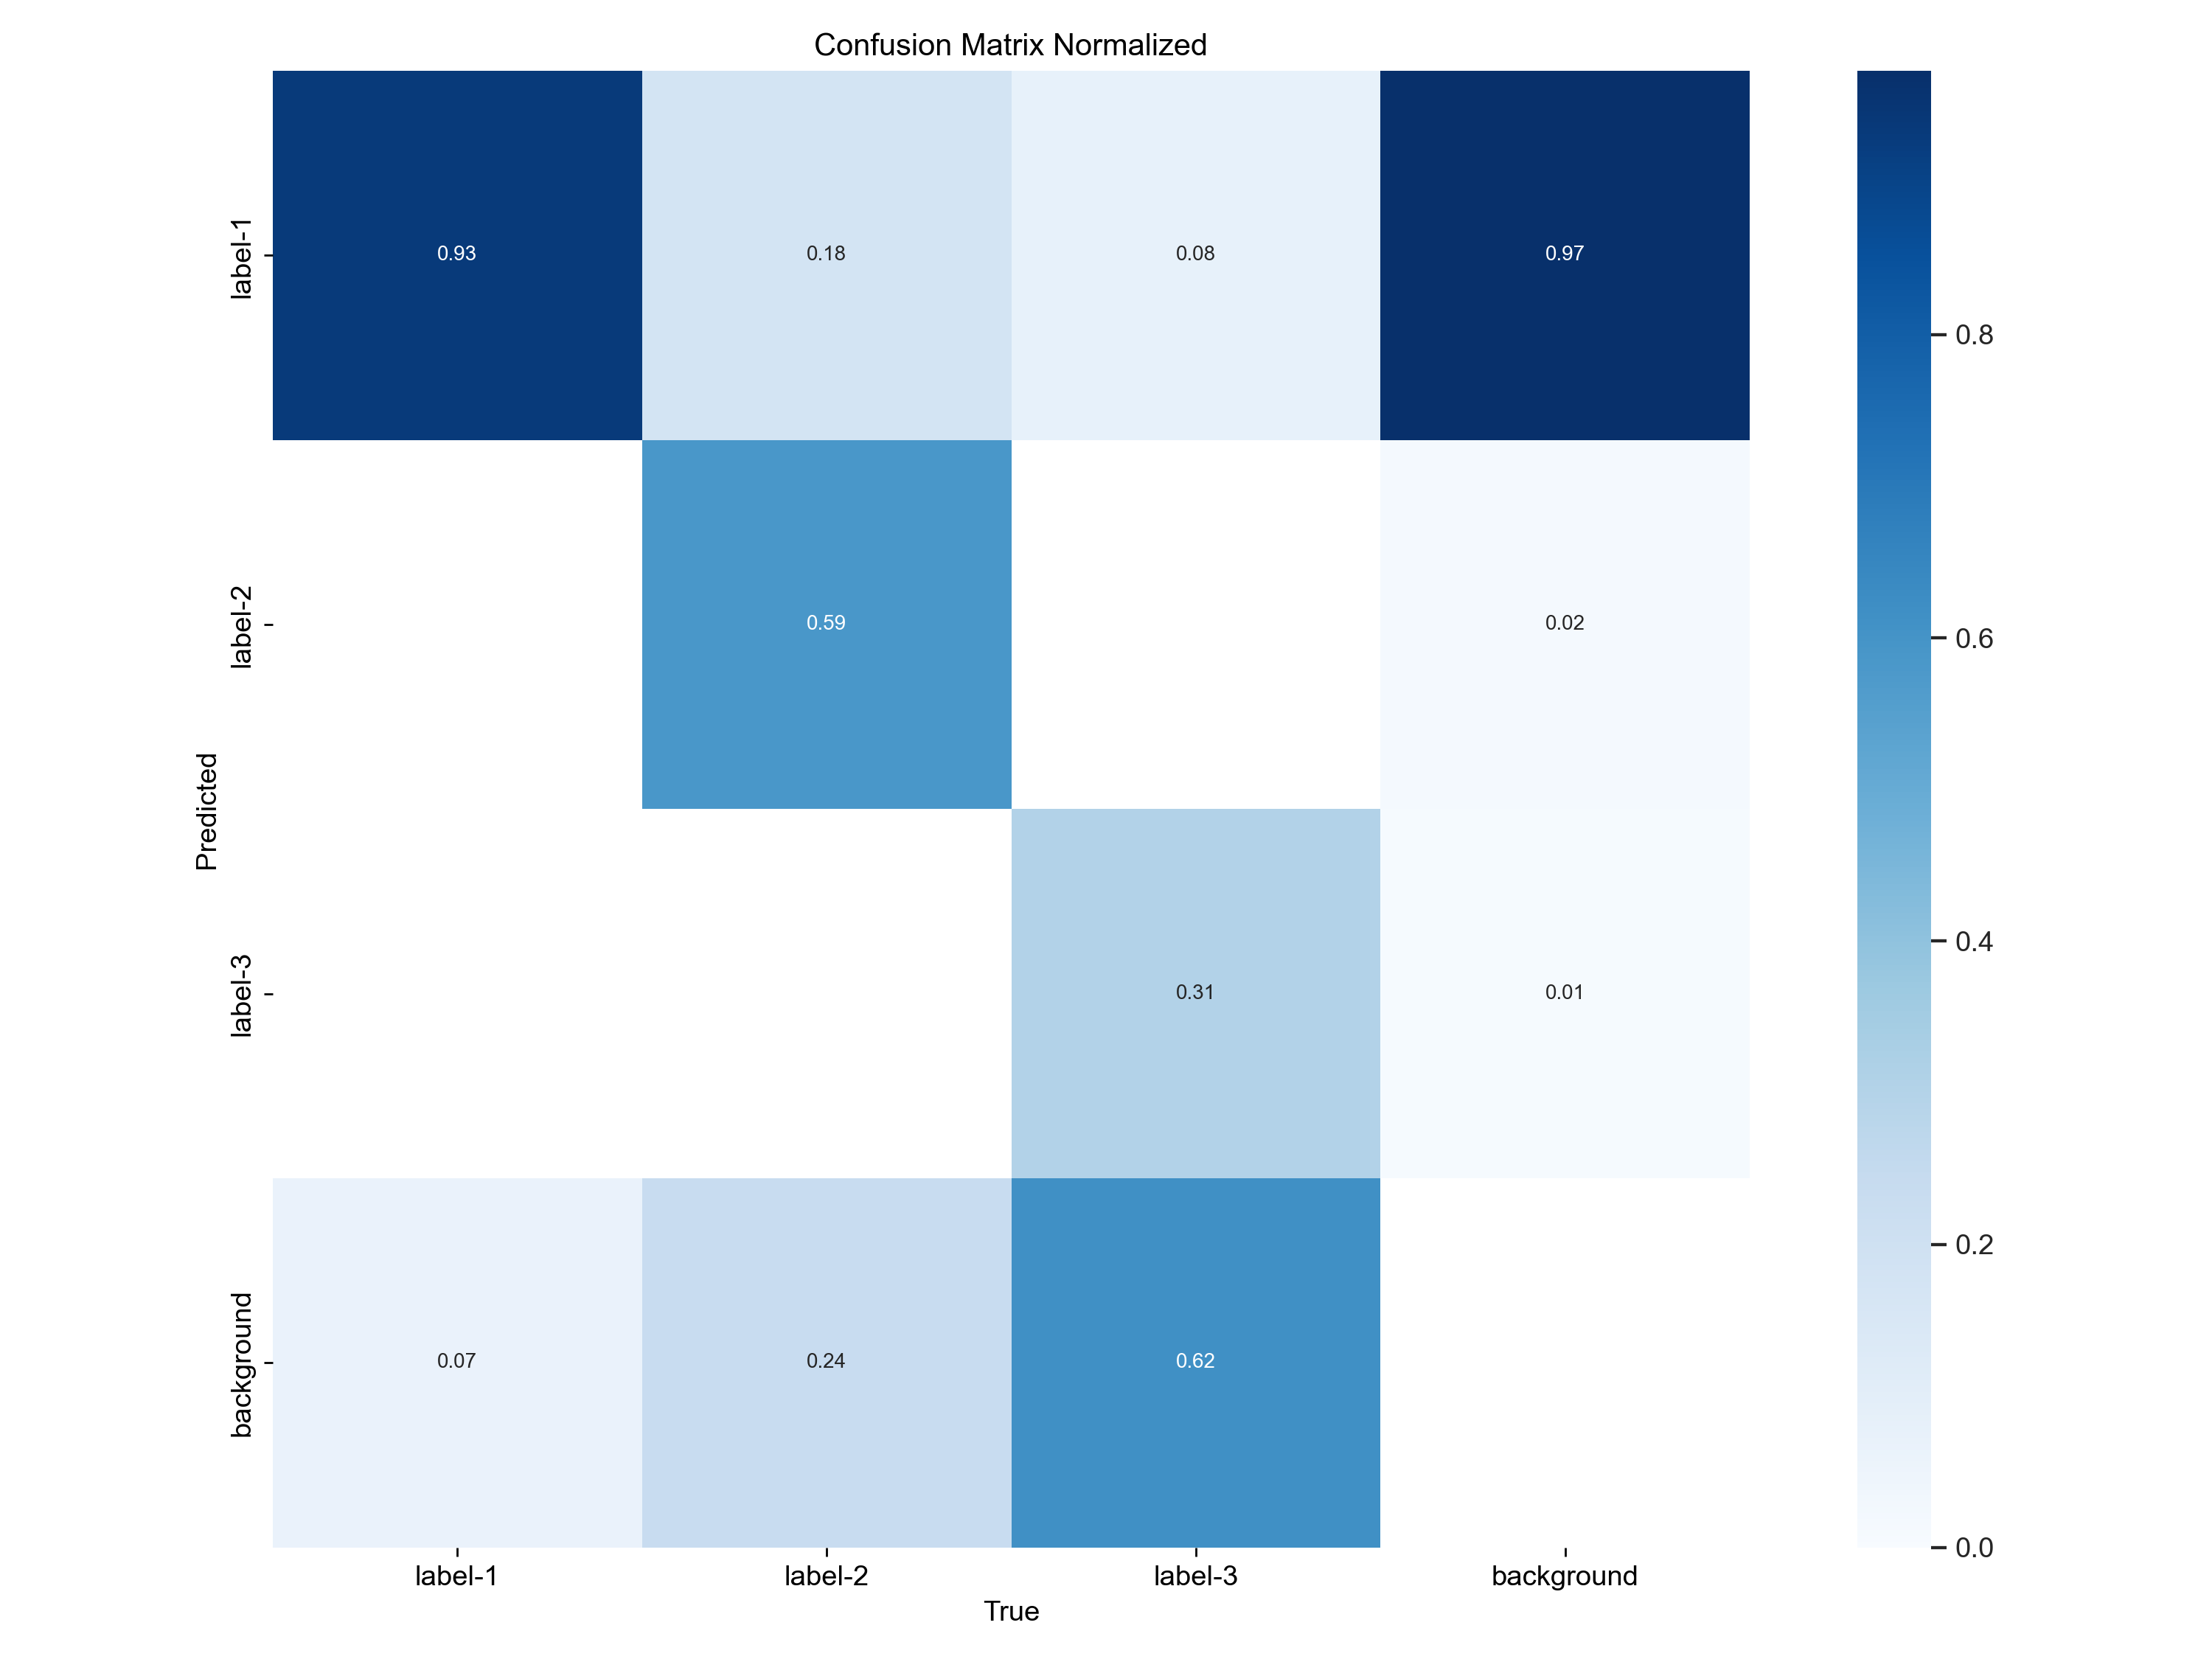 Confusion Matrix Normalized
label-1
0.93
0.18
0.08
0.97
0.8
label-2
0.59
0.02
0.6
Predicted
0.4
label-3
0.31
0.01
0.2
background
0.07
0.24
0.62
0.0
label-1
label-2
label-3
background
True